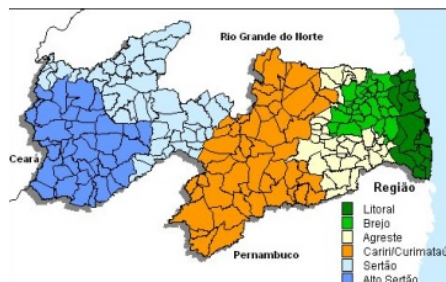 Rio Grande do Norte
Ceará
Região
Litoral
Brejo
Agreste
Cariri/Curimataú
Sertão
Alto Sertão
Pernambuco